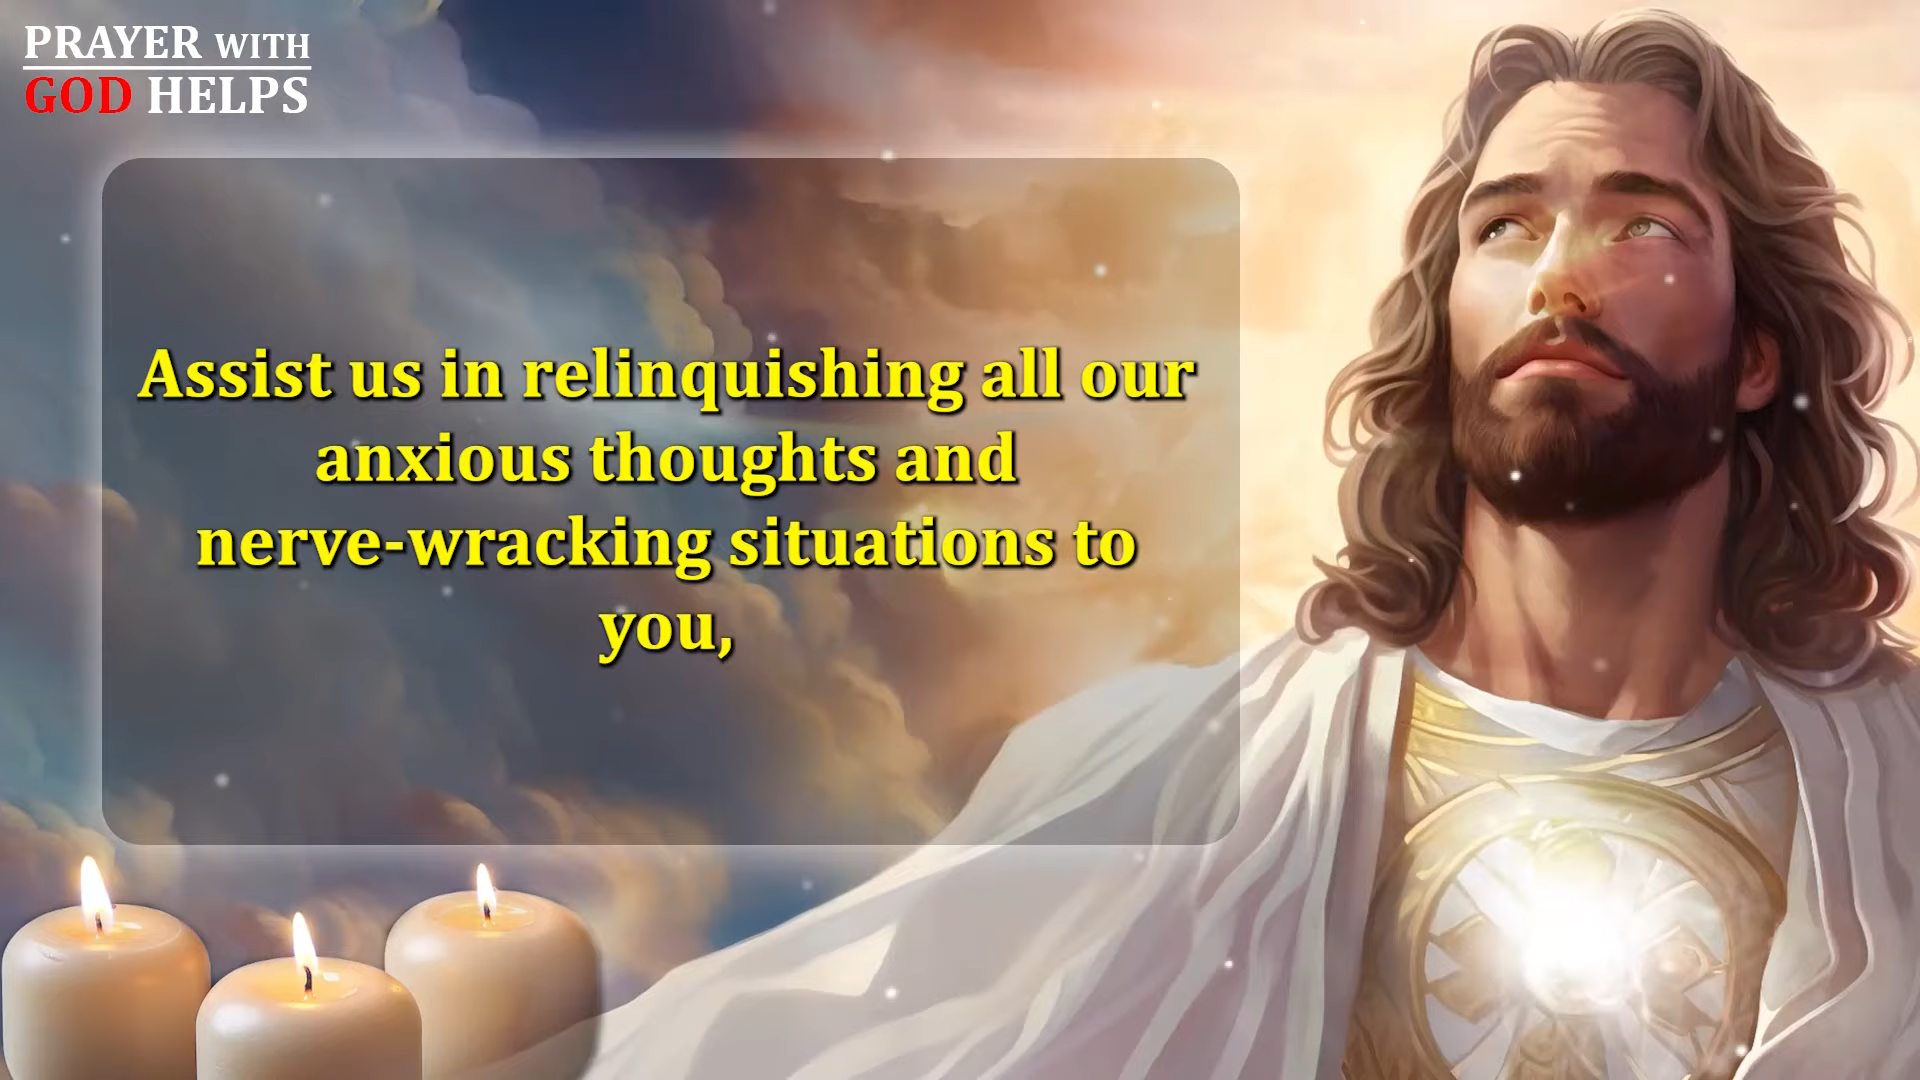 PRAYER WITH
GOD HELPS
Assist us in relinquishing all our
anxious thoughts and
nerve-wracking situations to
you,